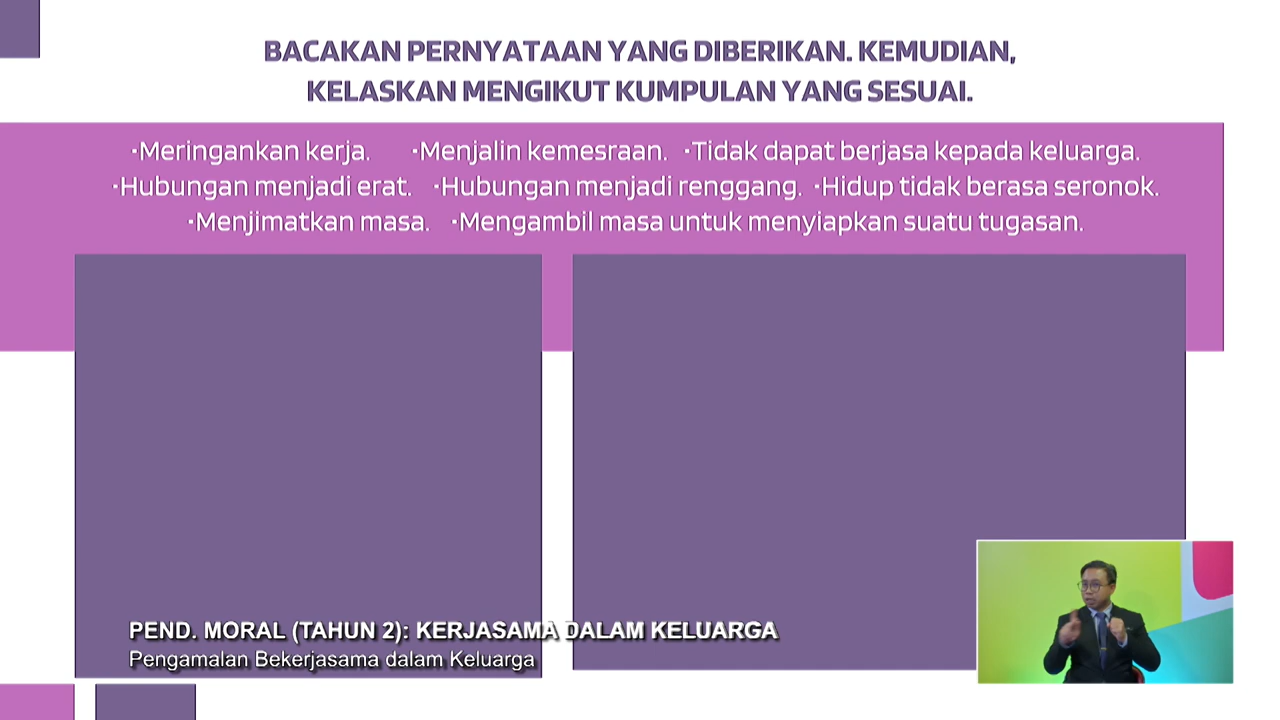 BACAKAN PERNYATAAN YANG DIBERIKAN. KEMUDIAN,
KELASKAN MENGIKUT KUMPULAN YANG SESUAI.
•Meringankan kerja. •Menjalin kemesraan. •Tidak dapat berjasa kepada keluarga.
•Hubungan menjadi erat. •Hubungan menjadi renggang. •Hidup tidak berasa seronok.
•Menjimatkan masa. •Mengambil masa untuk menyiapkan suatu tugasan.
PEND. MORAL (TAHUN 2): KERJASAMA DALAM KELUARGA
Pengamalan Bekerjasama dalam Keluarga